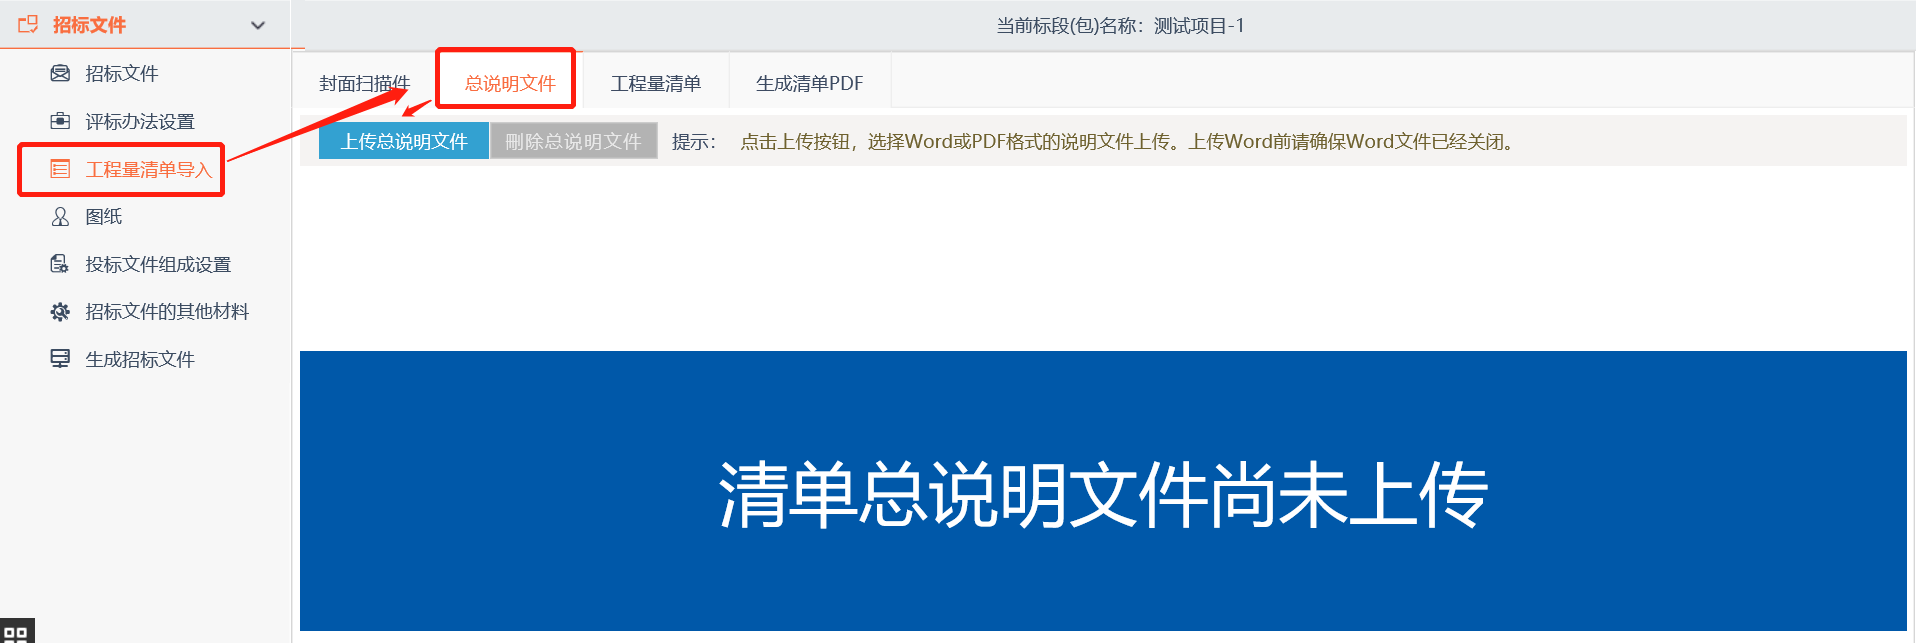 招标文件
当前标段(包)名称：测试项目-1
招标文件
评标办法设置
工程量清单导入
图纸
投标文件组成设置
招标文件的其他材料
生成招标文件
封面扫描件 总说明文件 工程量清单 生成清单PDF
上传总说明文件 删除总说明文件 提示： 点击上传按钮，选择Word或PDF格式的说明文件上传。上传Word前请确保Word文件已经关闭。
清单总说明文件尚未上传